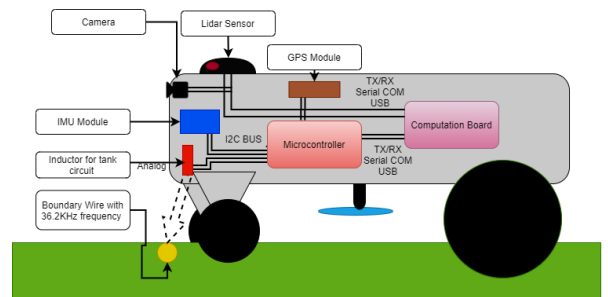 Camera
Lidar Sensor
GPS Module
TX/RX
Serial COM
USB
IMU Module
I2C BUS
Microcontroller
Computation Board
Inductor for tank
circuit
Analog
TX/RX
Serial COM
USB
Boundary Wire with
36.2KHz frequency